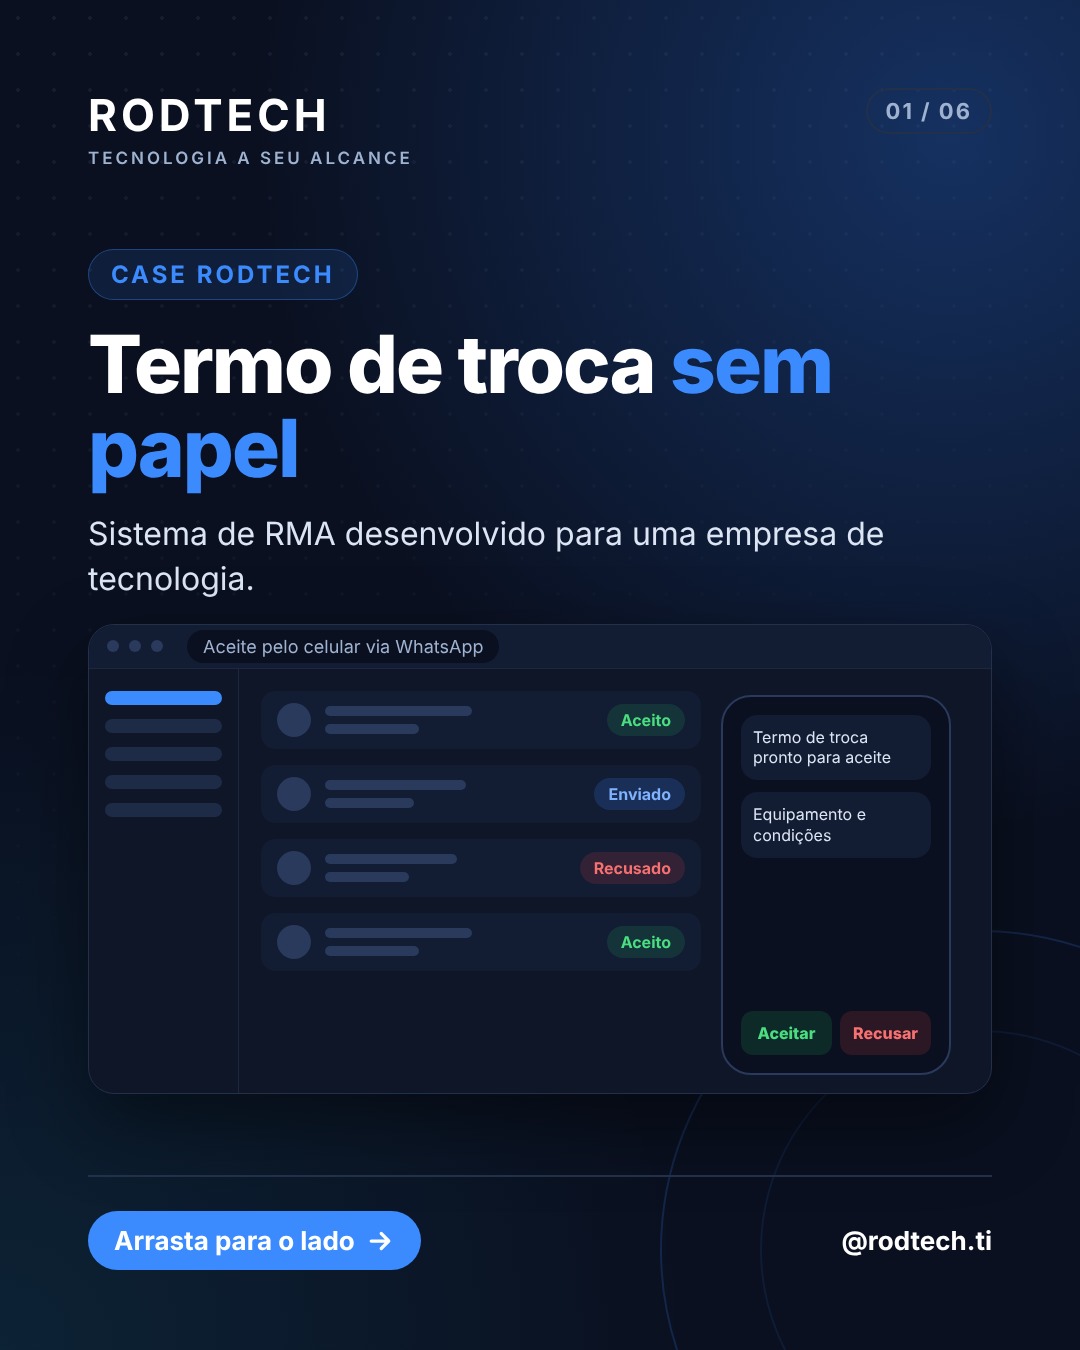 RODTECH
TECNOLOGIA A SEU ALCANCE
01 / 06
CASE RODTECH
Termo de troca sem
papel
Sistema de RMA desenvolvido para uma empresa de
tecnologia.
Aceite pelo celular via WhatsApp
Aceito
Enviado
Recusado
Aceito
Termo de troca
pronto para aceite
Equipamento e
condições
Aceitar
Recusar
Arrasta para o lado →
@rodtech.ti